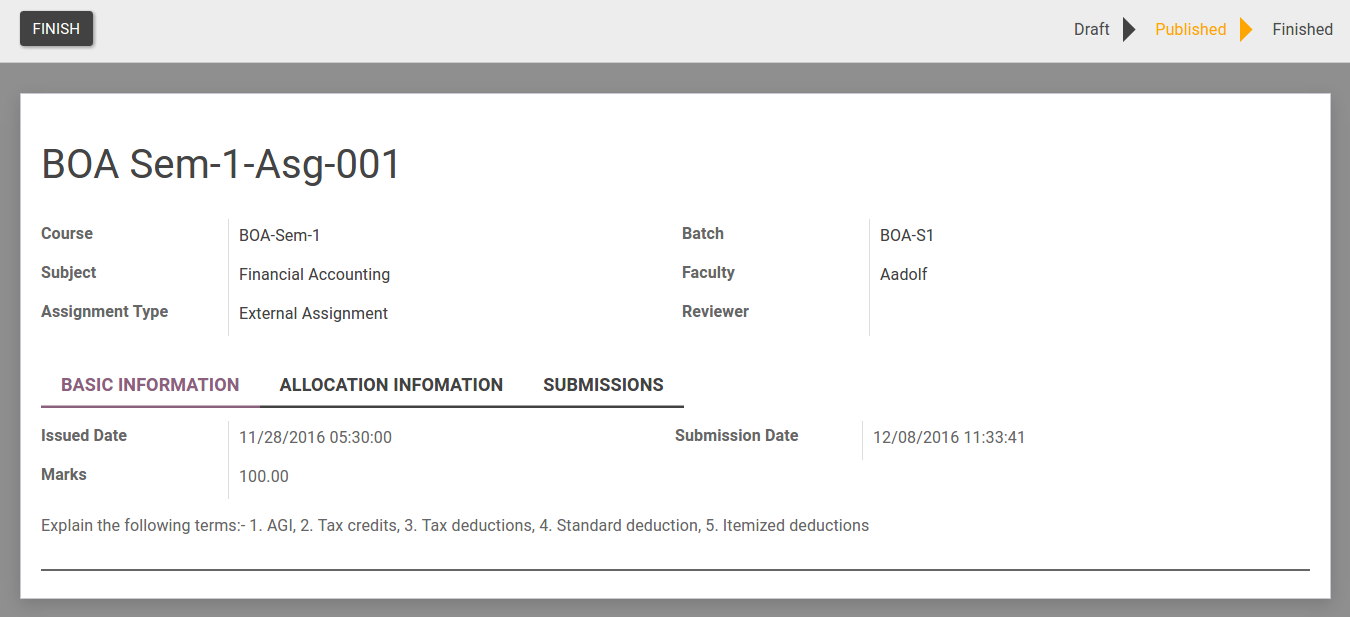 FINISH Draft Published Finished
BOA Sem-1-Asg-001
Course BOA-Sem-1 Batch BOA-S1
Subject Financial Accounting Faculty Aadolf
Assignment Type External Assignment Reviewer
BASIC INFORMATION ALLOCATION INFOMATION SUBMISSIONS
Issued Date 11/28/2016 05:30:00 Submission Date 12/08/2016 11:33:41
Marks 100.00
Explain the following terms:- 1. AGI, 2. Tax credits, 3. Tax deductions, 4. Standard deduction, 5. Itemized deductions